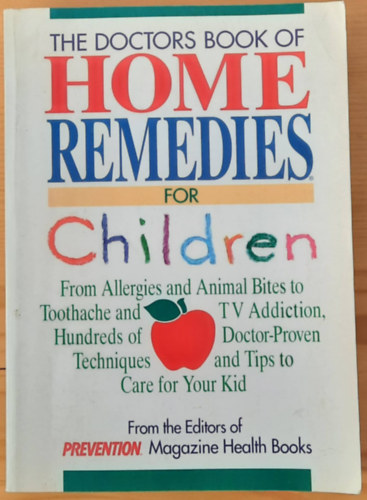 THE DOCTORS BOOK OF
HOME
REMEDIES®
FOR
Children
From Allergies and Animal Bites to
Toothache and TV Addiction,
Hundreds of Doctor-Proven
Techniques and Tips to
Care for Your Kid
From the Editors of
PREVENTION® Magazine Health Books